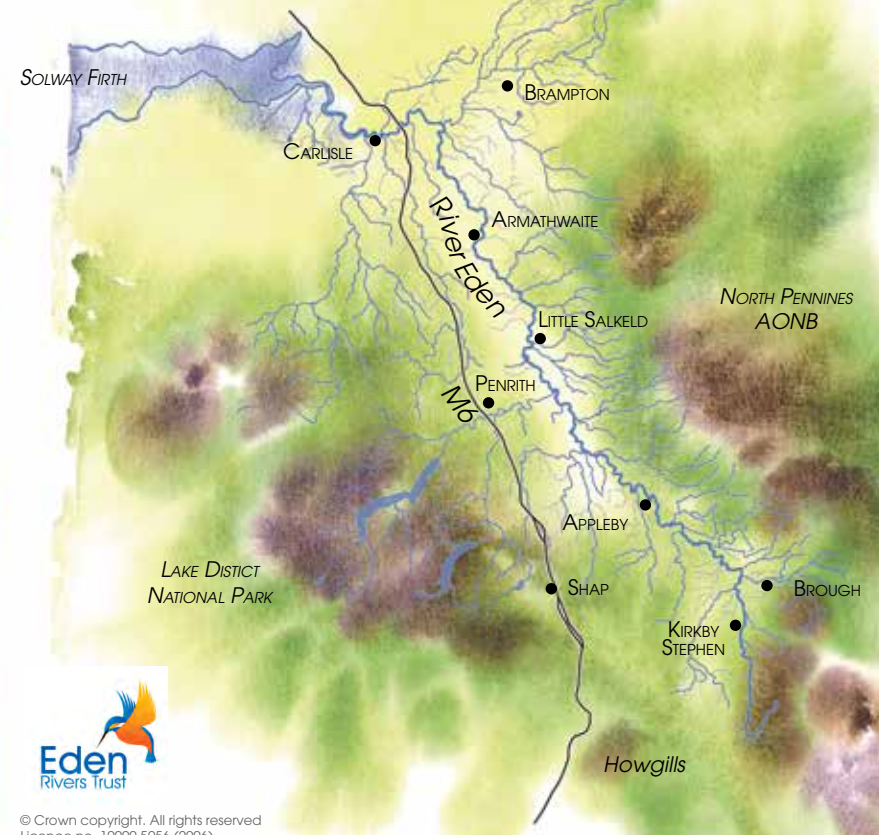 SOLWAY FIRTH
BRAMPTON
CARLISLE
River Eden
ARMATHWAITE
NORTH PENNINES
AONB
LITTLE SALKELD
PENRITH
M6
APPLEBY
LAKE DISTICT
NATIONAL PARK
SHAP
BROUGH
KIRKBY
STEPHEN
Howgills
Eden
Rivers Trust
© Crown copyright. All rights reserved